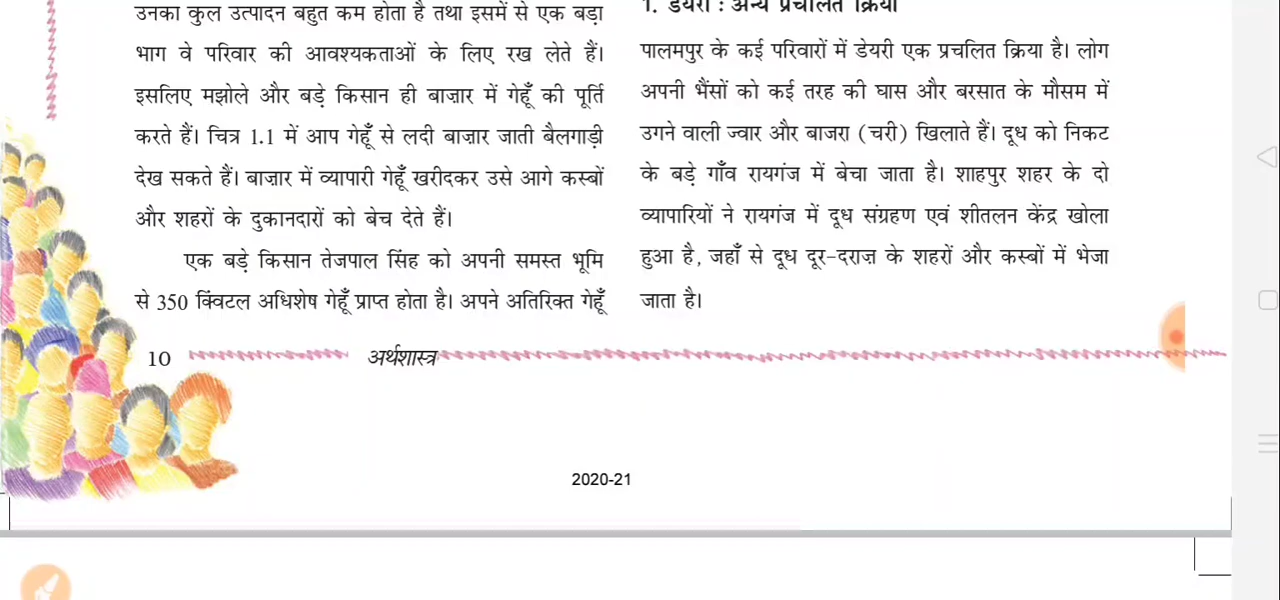 उनका कुल उत्पादन बहुत कम होता है तथा इसमें से एक बड़ा
भाग वे परिवार की आवश्यकताओं के लिए रख लेते हैं।
इसलिए मझोले और बड़े किसान ही बाज़ार में गेहूँ की पूर्ति
करते हैं। चित्र 1.1 में आप गेहूँ से लदी बाज़ार जाती बैलगाड़ी
देख सकते हैं। बाज़ार में व्यापारी गेहूँ खरीदकर उसे आगे कस्बों
और शहरों के दुकानदारों को बेच देते हैं।
एक बड़े किसान तेजपाल सिंह को अपनी समस्त भूमि
से 350 क्विंटल अधिशेष गेहूँ प्राप्त होता है। अपने अतिरिक्त गेहूँ
1. डेयरी : अन्य प्रचलित क्रिया
पालमपुर के कई परिवारों में डेयरी एक प्रचलित क्रिया है। लोग
अपनी भैंसों को कई तरह की घास और बरसात के मौसम में
उगने वाली ज्वार और बाजरा (चरी) खिलाते हैं। दूध को निकट
के बड़े गाँव रायगंज में बेचा जाता है। शाहपुर शहर के दो
व्यापारियों ने रायगंज में दूध संग्रहण एवं शीतलन केंद्र खोला
हुआ है, जहाँ से दूध दूर-दराज़ के शहरों और कस्बों में भेजा
जाता है।
10 अर्थशास्त्र
2020-21